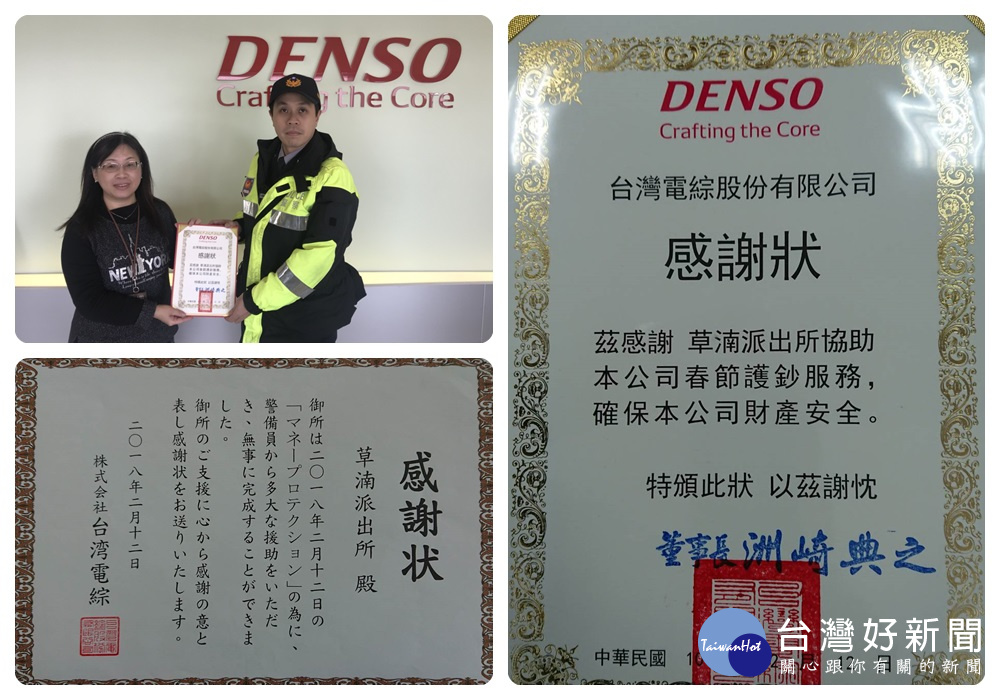 DENSO
Crafting the Core
NEW YORK
DENSO
感謝狀
感謝状
草湳派出所 殿
御所は二〇一八年二月十二日の
「マネープロテクション」の為に、
警備員から多大な援助をいただ
き、無事に完成することができま
した。
御所のご支援に心から感謝の意と
表し感謝状をお送りいたします。
二〇一八年二月十二日
株式会社台湾電綜
DENSO
Crafting the Core
台灣電綜股份有限公司
感謝狀
茲感謝 草湳派出所協助
本公司春節護鈔服務，
確保本公司財產安全。
特頒此狀 以茲謝忱
董事長 洲崎典之
中華民國
TaiwanHot
台灣好新聞
關心跟你有關的新聞